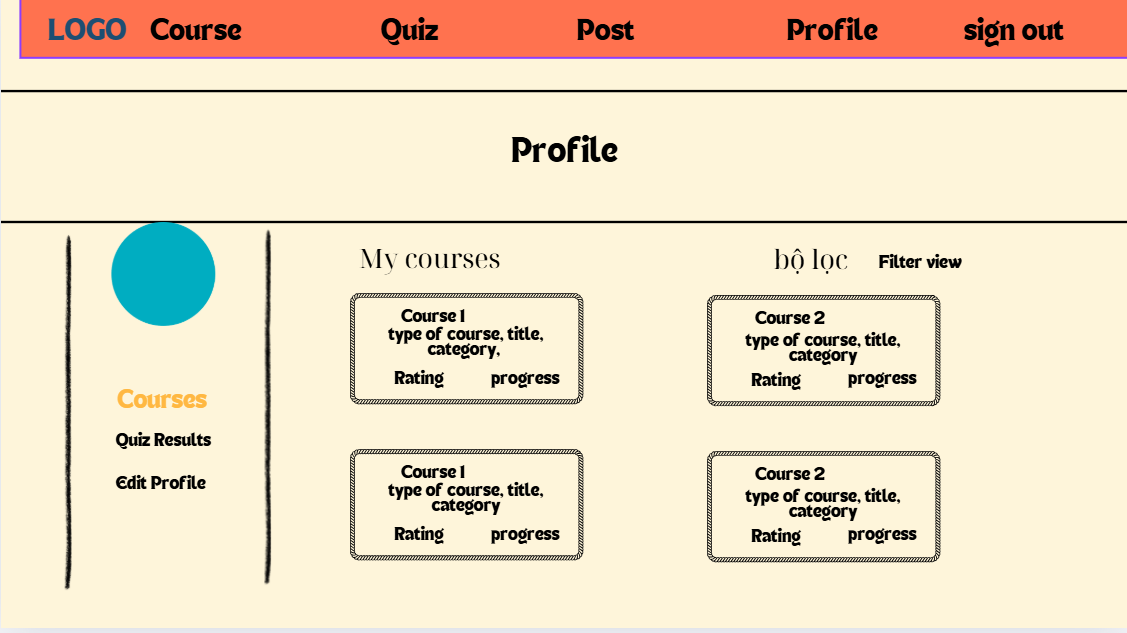 LOGO Course Quiz Post Profile sign out
Profile
My courses
bộ lọc Filter view
Course 1
type of course, title,
category,
Rating progress
Course 2
type of course, title,
category
Rating progress
Courses
Quiz Results
Edit Profile
Course 1
type of course, title,
category
Rating progress
Course 2
type of course, title,
category
Rating progress